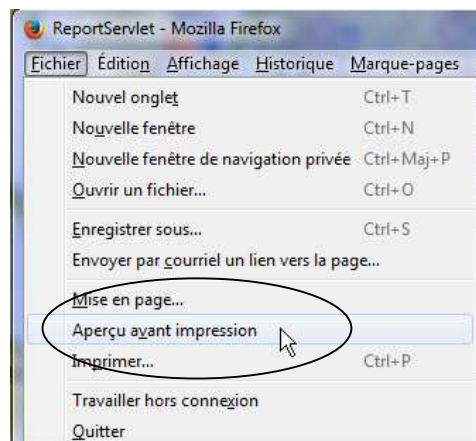 ReportServlet - Mozilla Firefox
Fichier Édition Affichage Historique Marque-pages
Nouvel onglet Ctrl+T
Nouvelle fenêtre Ctrl+N
Nouvelle fenêtre de navigation privée Ctrl+Maj+P
Ouvrir un fichier... Ctrl+O
Enregistrer sous... Ctrl+S
Envoyer par courriel un lien vers la page...
Mise en page...
Aperçu avant impression
Imprimer... Ctrl+P
Travailler hors connexion
Quitter